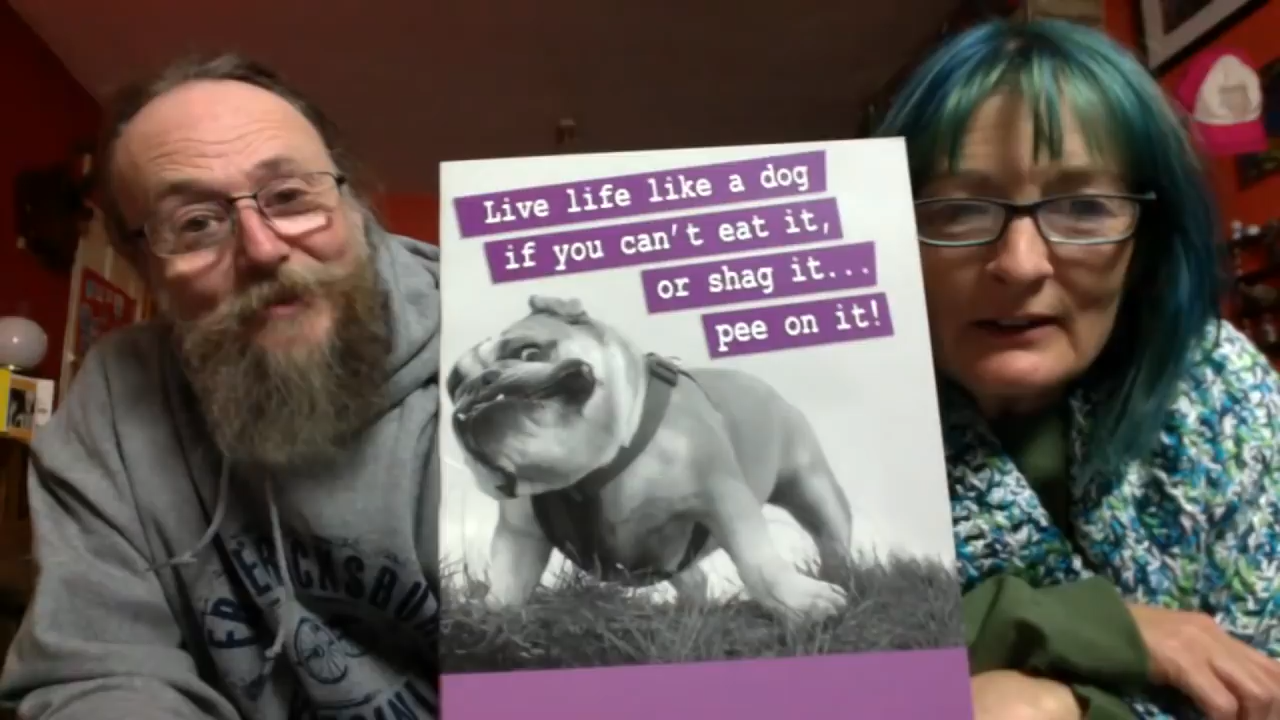 Live life like a dog
if you can't eat it,
or shag it...
pee on it!